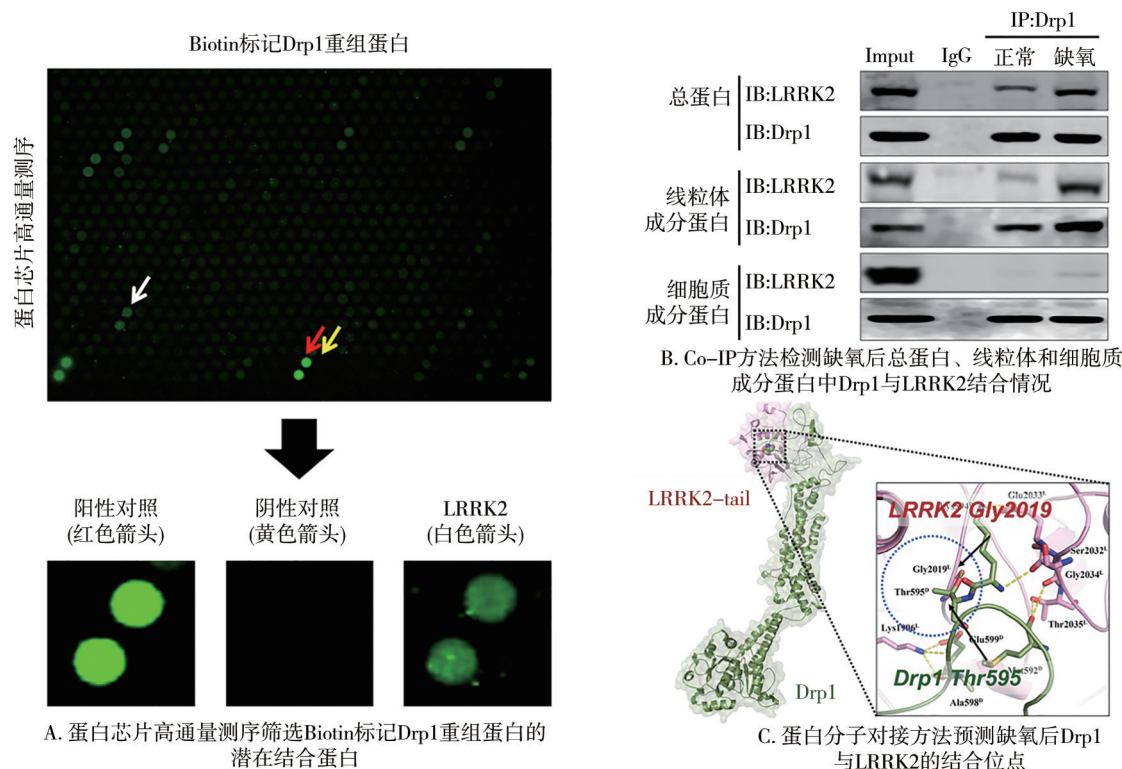 Biotin标记Drp1重组蛋白
蛋白芯片高通量测序
阳性对照
(红色箭头)
阴性对照
(黄色箭头)
LRRK2
(白色箭头)
A. 蛋白芯片高通量测序筛选Biotin标记Drp1重组蛋白的
潜在结合蛋白
IP:Drp1
Imput IgG 正常 缺氧
总蛋白
IB:LRRK2
IB:Drp1
线粒体
成分蛋白
IB:LRRK2
IB:Drp1
细胞质
成分蛋白
IB:LRRK2
IB:Drp1
B. Co-IP方法检测缺氧后总蛋白、线粒体和细胞质
成分蛋白中Drp1与LRRK2结合情况
LRRK2-tail
Drp1
Glu2033ᴸ
LRRK2 Gly2019
Ser2032ᴸ
Gly2019ᴸ
Gly2034ᴸ
Thr595ᴰ
Thr2035ᴸ
Lys1906ᴸ
Glu599ᴰ
Met592ᴰ
Drp1 Thr595
Ala598ᴰ
C. 蛋白分子对接方法预测缺氧后Drp1
与LRRK2的结合位点